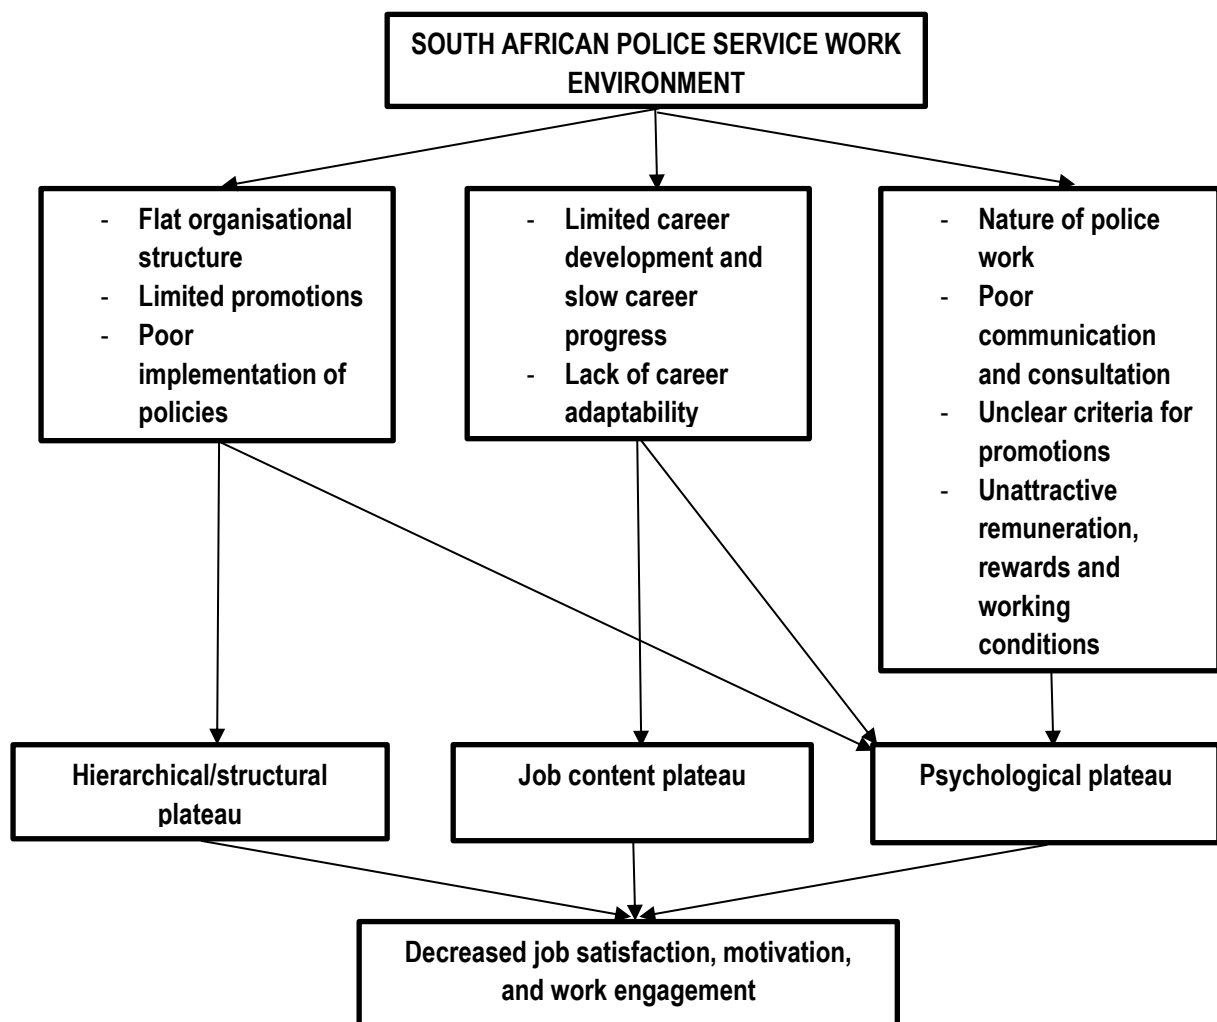 SOUTH AFRICAN POLICE SERVICE WORK
ENVIRONMENT
- Flat organisational
structure
- Limited promotions
- Poor
implementation of
policies
- Limited career
development and
slow career
progress
- Lack of career
adaptability
- Nature of police
work
- Poor
communication
and consultation
- Unclear criteria for
promotions
- Unattractive
remuneration,
rewards and
working
conditions
Hierarchical/structural
plateau
Job content plateau
Psychological plateau
Decreased job satisfaction, motivation,
and work engagement